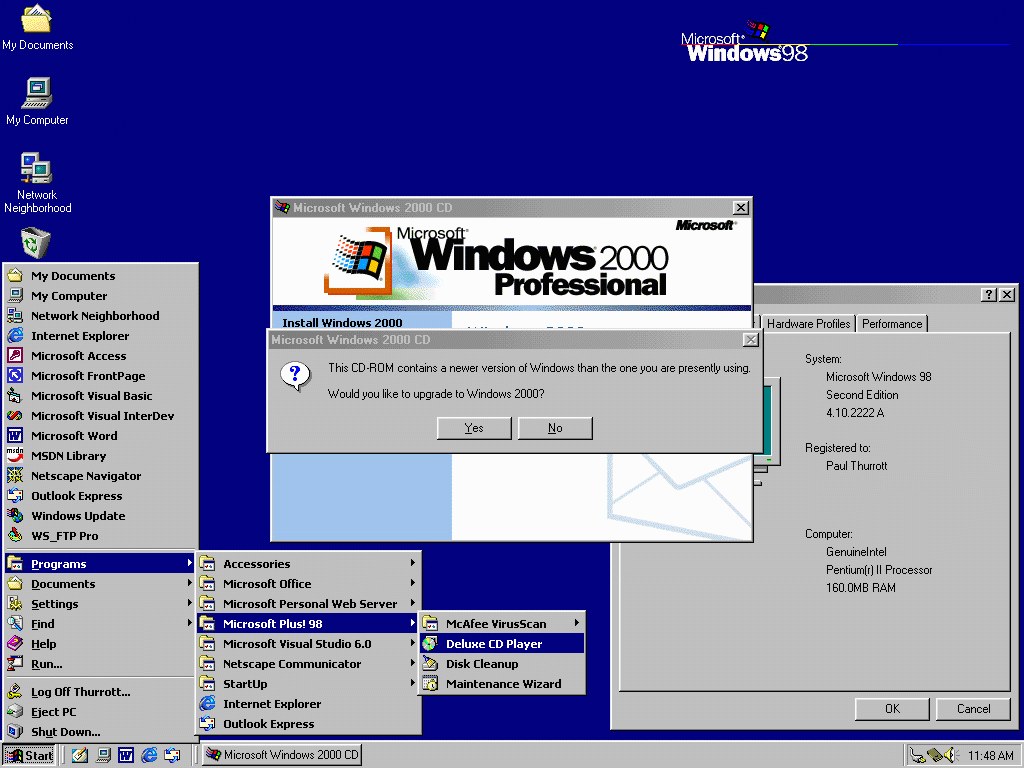 My Documents
My Computer
Network
Neighborhood
Microsoft
Windows 98
Microsoft Windows 2000 CD
Microsoft
Microsoft
Windows 2000
Professional
Install Windows 2000
Microsoft Windows 2000 CD
This CD-ROM contains a newer version of Windows than the one you are presently using.
Would you like to upgrade to Windows 2000?
Yes
No
Hardware Profiles
Performance
System:
Microsoft Windows 98
Second Edition
4.10.2222 A
Registered to:
Paul Thurrott
Computer:
GenuineIntel
Pentium(r) II Processor
160.0MB RAM
OK
Cancel
My Documents
My Computer
Network Neighborhood
Internet Explorer
Microsoft Access
Microsoft FrontPage
Microsoft Visual Basic
Microsoft Visual InterDev
Microsoft Word
MSDN Library
Netscape Navigator
Outlook Express
Windows Update
WS_FTP Pro
Programs
Documents
Settings
Find
Help
Run...
Log Off Thurrott...
Eject PC
Shut Down...
Accessories
Microsoft Office
Microsoft Personal Web Server
Microsoft Plus! 98
Microsoft Visual Studio 6.0
Netscape Communicator
StartUp
Internet Explorer
Outlook Express
McAfee VirusScan
Deluxe CD Player
Disk Cleanup
Maintenance Wizard
Start
Microsoft Windows 2000 CD
11:48 AM